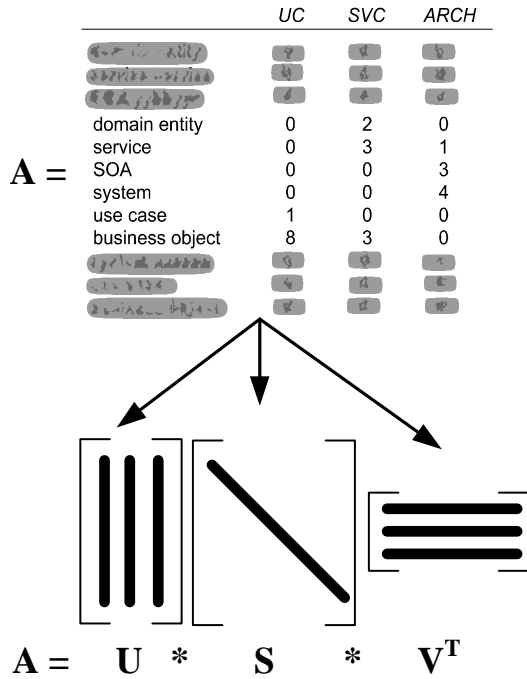 UC SVC ARCH
domain entity 0 2 0
service 0 3 1
A =
SOA 0 0 3
system 0 0 4
use case 1 0 0
business object 8 3 0
A = U * S * V^T